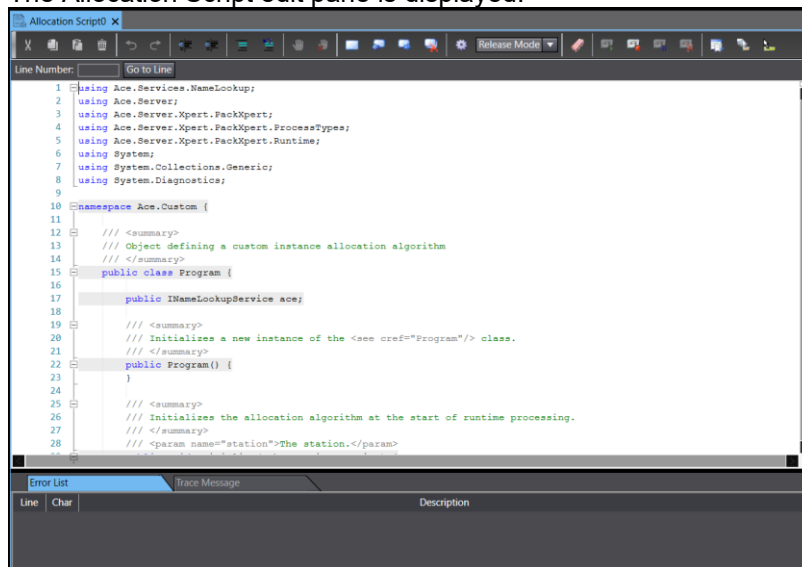 The Allocation Script edit pane is displayed.
Allocation Script0
Release Mode
Line Number: Go to Line
1 using Ace.Services.NameLookup;
2 using Ace.Server;
3 using Ace.Server.Xpert.PackXpert;
4 using Ace.Server.Xpert.PackXpert.ProcessTypes;
5 using Ace.Server.Xpert.PackXpert.Runtime;
6 using System;
7 using System.Collections.Generic;
8 using System.Diagnostics;
9
10 namespace Ace.Custom {
11
12 /// <summary>
13 /// Object defining a custom instance allocation algorithm
14 /// </summary>
15 public class Program {
16
17 public INameLookupService ace;
18
19 /// <summary>
20 /// Initializes a new instance of the <see cref="Program"/> class.
21 /// </summary>
22 public Program() {
23 }
24
25 /// <summary>
26 /// Initializes the allocation algorithm at the start of runtime processing.
27 /// </summary>
28 /// <param name="station">The station.</param>
Error List Trace Message
Line Char Description